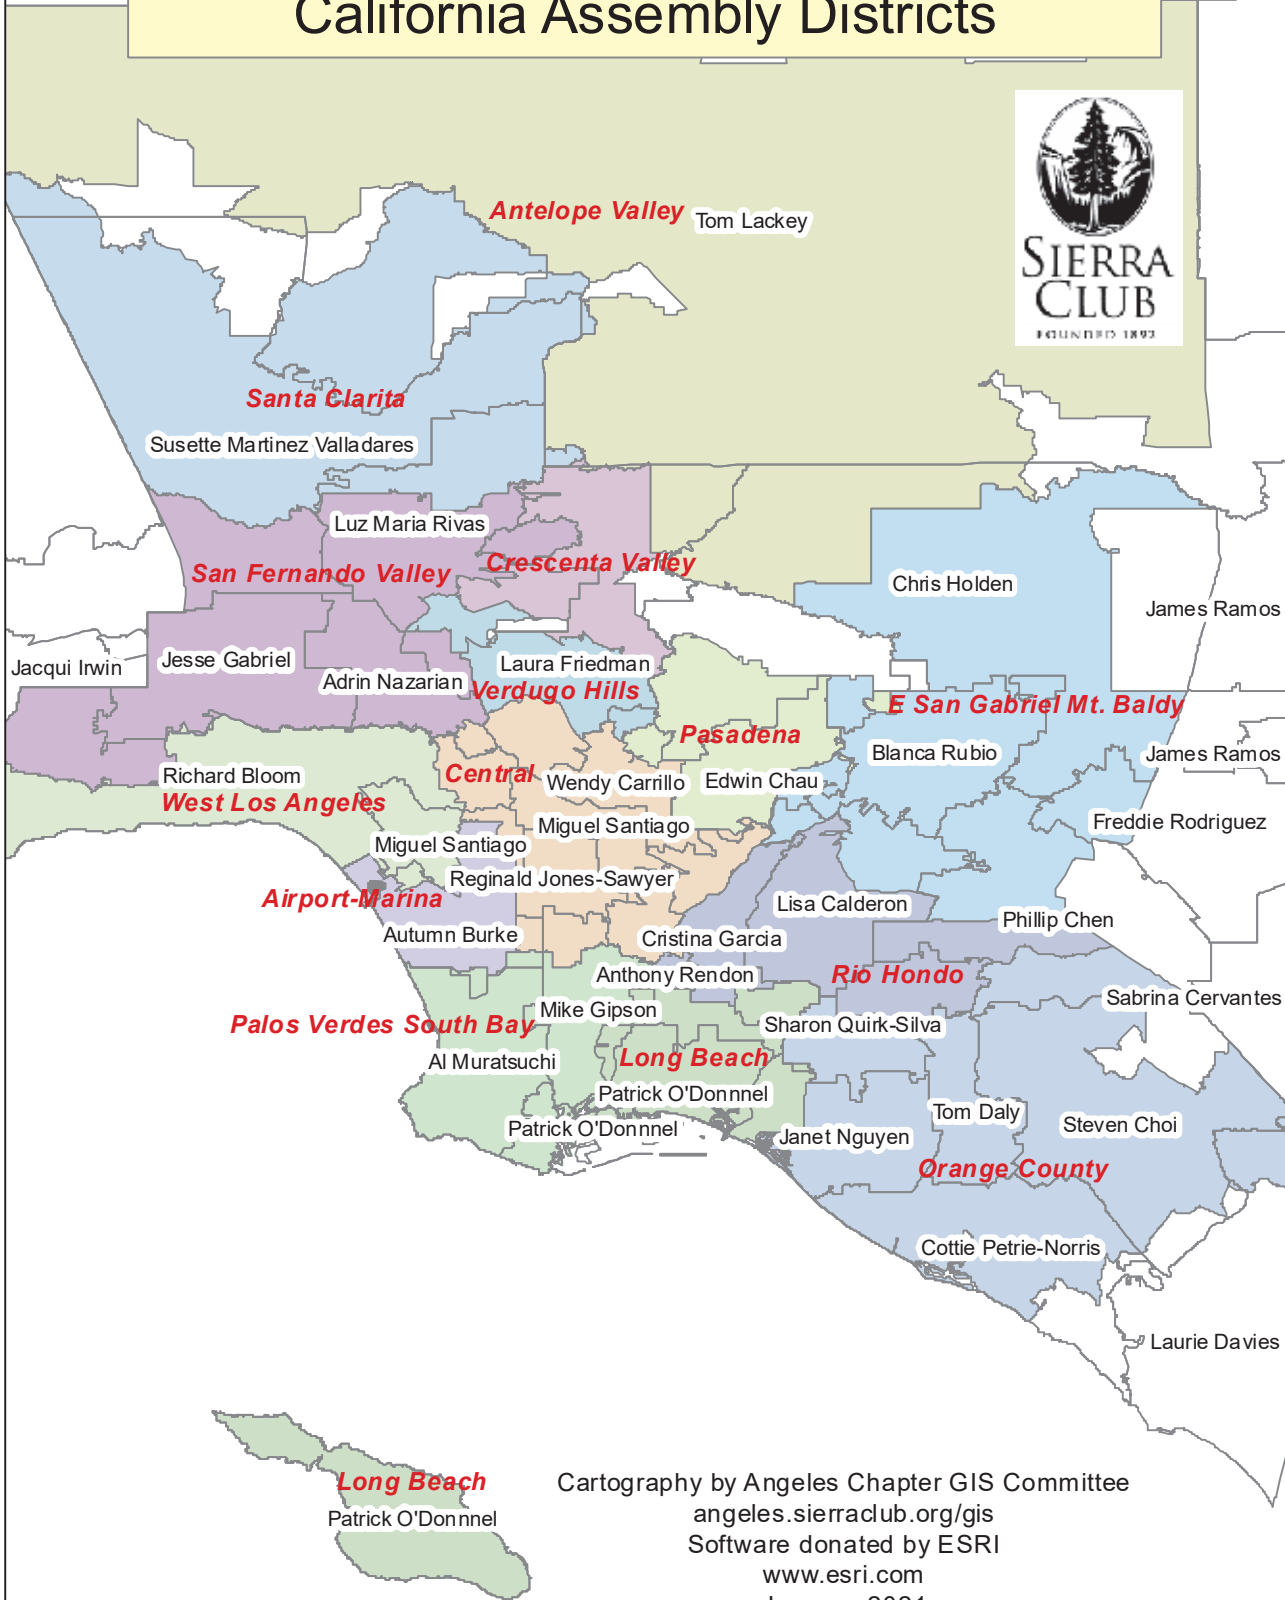 California Assembly Districts
SIERRA
CLUB
FOUNDED 1892
Antelope Valley
Tom Lackey
Santa Clarita
Susette Martinez Valladares
Luz Maria Rivas
Crescenta Valley
San Fernando Valley
Chris Holden
James Ramos
Jacqui Irwin
Jesse Gabriel
Laura Friedman
Adrin Nazarian
Verdugo Hills
E San Gabriel Mt. Baldy
Pasadena
Blanca Rubio
James Ramos
Richard Bloom
Central
Wendy Carrillo
Edwin Chau
West Los Angeles
Miguel Santiago
Freddie Rodriguez
Miguel Santiago
Reginald Jones-Sawyer
Airport-Marina
Lisa Calderon
Phillip Chen
Autumn Burke
Cristina Garcia
Anthony Rendon
Rio Hondo
Sabrina Cervantes
Mike Gipson
Palos Verdes South Bay
Sharon Quirk-Silva
Al Muratsuchi
Long Beach
Patrick O'Donnnel
Tom Daly
Steven Choi
Patrick O'Donnnel
Janet Nguyen
Orange County
Cottie Petrie-Norris
Laurie Davies
Long Beach
Patrick O'Donnnel
Cartography by Angeles Chapter GIS Committee
angeles.sierraclub.org/gis
Software donated by ESRI
www.esri.com
2021